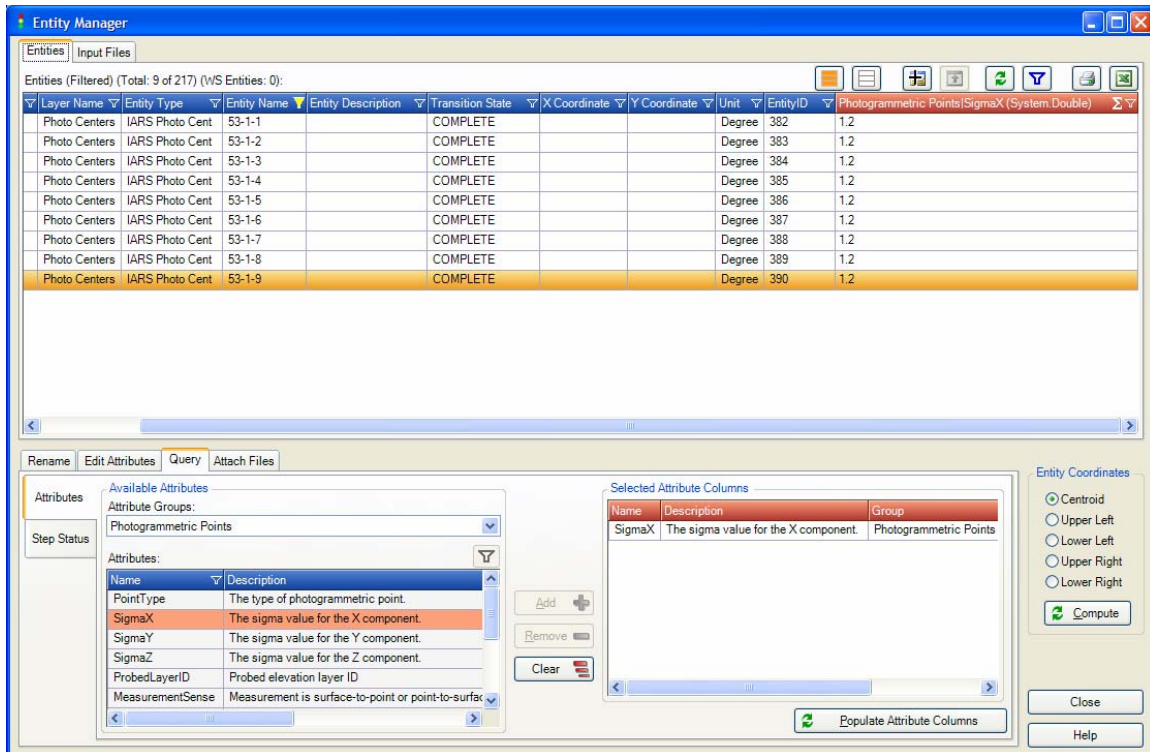 Entity Manager
Entities Input Files
Entities (Filtered) (Total: 9 of 217) (WS Entities: 0):
Layer Name Entity Type Entity Name Entity Description Transition State X Coordinate Y Coordinate Unit EntityID Photogrammetric Points|SigmaX (System.Double) Σ
Photo Centers IARS Photo Cent 53-1-1 COMPLETE Degree 382 1.2
Photo Centers IARS Photo Cent 53-1-2 COMPLETE Degree 383 1.2
Photo Centers IARS Photo Cent 53-1-3 COMPLETE Degree 384 1.2
Photo Centers IARS Photo Cent 53-1-4 COMPLETE Degree 385 1.2
Photo Centers IARS Photo Cent 53-1-5 COMPLETE Degree 386 1.2
Photo Centers IARS Photo Cent 53-1-6 COMPLETE Degree 387 1.2
Photo Centers IARS Photo Cent 53-1-7 COMPLETE Degree 388 1.2
Photo Centers IARS Photo Cent 53-1-8 COMPLETE Degree 389 1.2
Photo Centers IARS Photo Cent 53-1-9 COMPLETE Degree 390 1.2
Rename Edit Attributes Query Attach Files
Attributes
Step Status
Available Attributes
Attribute Groups:
Photogrammetric Points
Attributes:
Name Description
PointType The type of photogrammetric point.
SigmaX The sigma value for the X component.
SigmaY The sigma value for the Y component.
SigmaZ The sigma value for the Z component.
ProbedLayerID Probed elevation layer ID
MeasurementSense Measurement is surface-to-point or point-to-surfac
Add
Remove
Clear
Selected Attribute Columns
Name Description Group
SigmaX The sigma value for the X component. Photogrammetric Points
Populate Attribute Columns
Entity Coordinates
Centroid
Upper Left
Lower Left
Upper Right
Lower Right
Compute
Close
Help